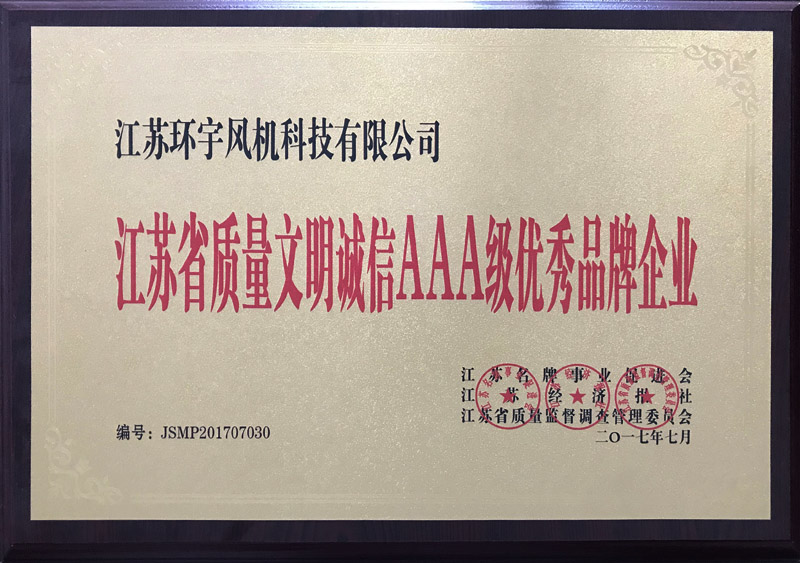 江苏环宇风机科技有限公司
江苏省质量文明诚信AAA级优秀品牌企业
江苏名牌事业促进会
江苏经济报社
江苏省质量监督调查管理委员会
编号：JSMP201707030
二〇一七年七月